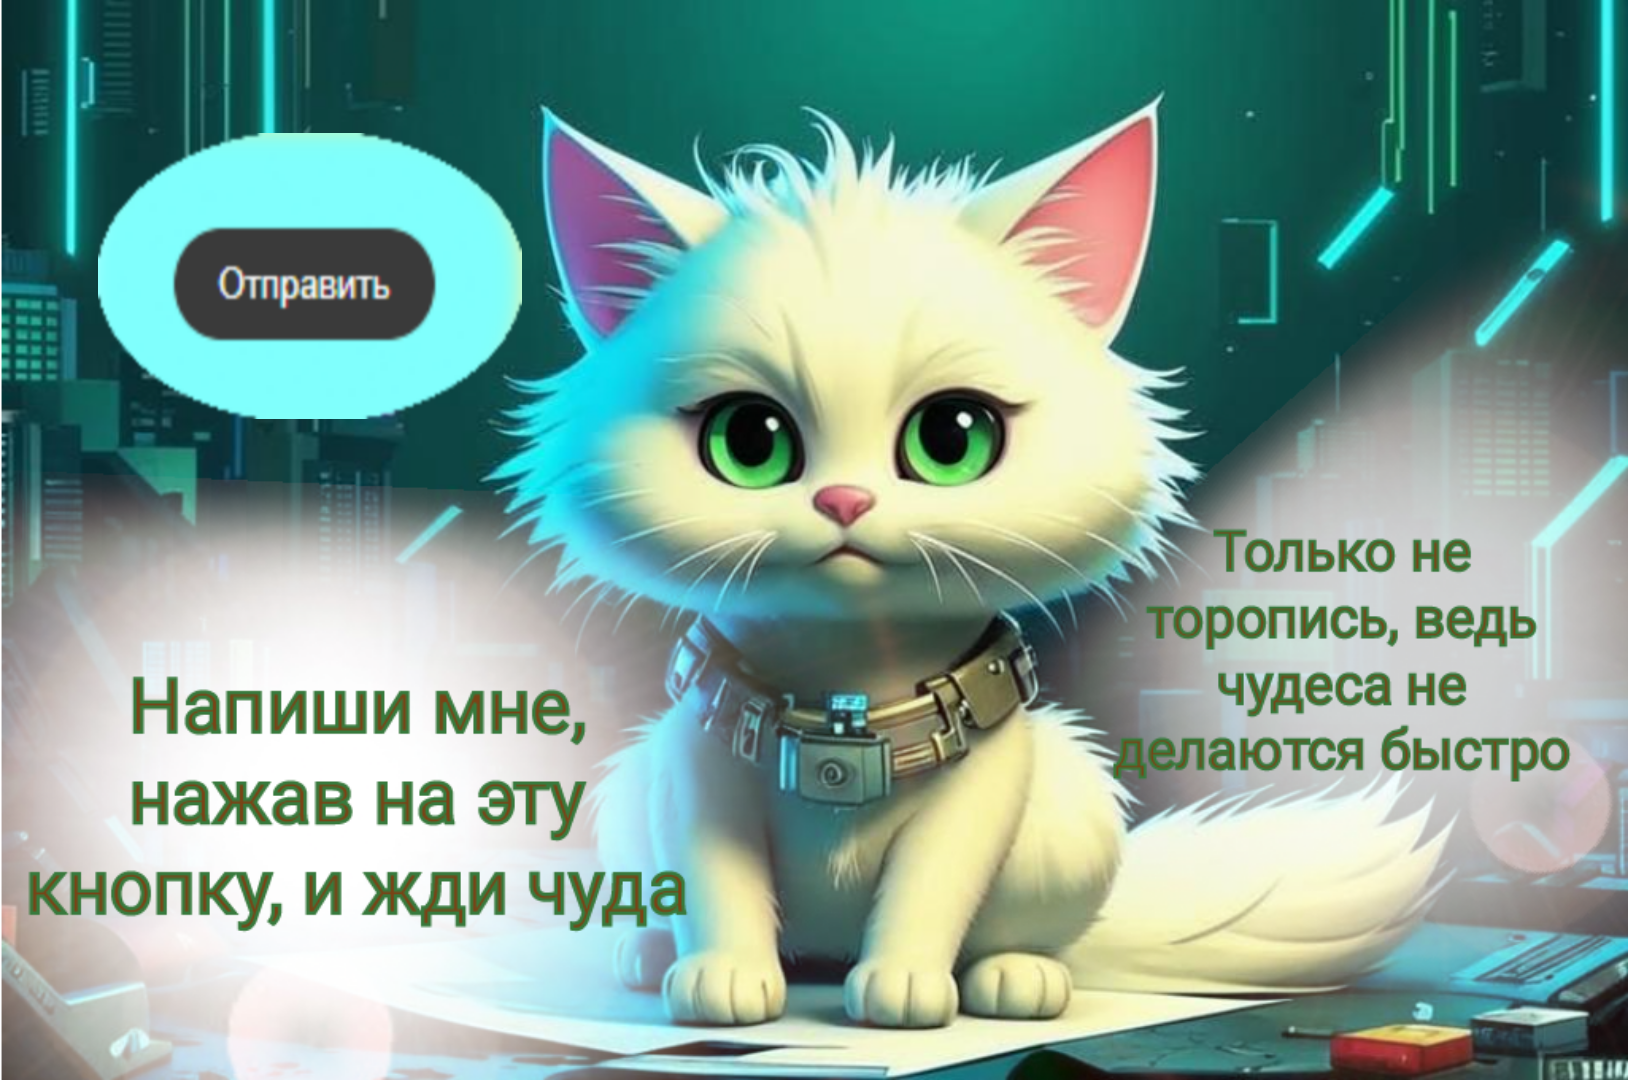 Отправить
Напиши мне,
нажав на эту
кнопку, и жди чуда
Только не
торопись, ведь
чудеса не
делаются быстро